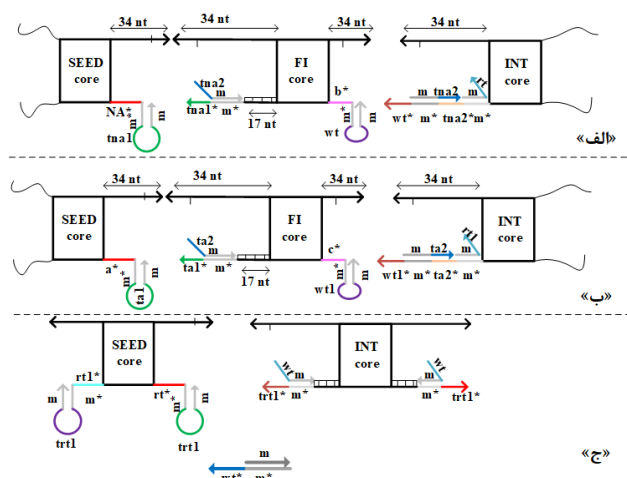 34 nt 34 nt 34 nt 34 nt
SEED core FI core INT core
tna2 m b* m tna2 m rt
NA* m* m tna1* m* m* m wt* m* tna2* m*
tna1 17 nt wt
«الف»
34 nt 34 nt 34 nt 34 nt
SEED core FI core INT core
ta2 m c* m ta2 m rt1
a* m* m ta1* m* m* m wt1* m* ta2* m*
ta1 17 nt wt1
«ب»
SEED core INT core
rt1* rt* wt m m wt
m m* m* m trt1* m* m* trt1*
trt1 trt1
«ج»
m
wt* m*